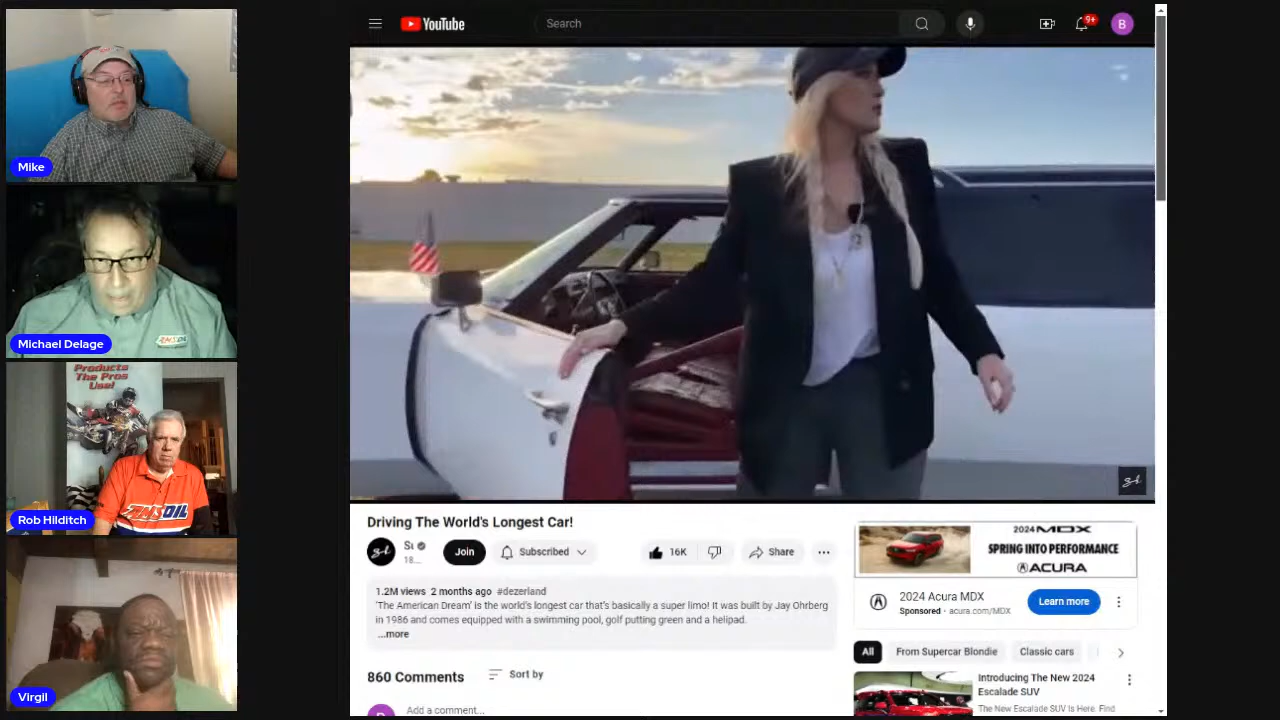 Mike
Michael Delage
AMSOIL
Products
The Pros
Use!
AMSOIL
Rob Hilditch
Virgil
YouTube
Search
9+
B
Driving The World's Longest Car!
Join
Subscribed
16K
Share
1.2M views 2 months ago #dezerland
'The American Dream' is the world's longest car that's basically a super limo! It was built by Jay Ohrberg
in 1986 and comes equipped with a swimming pool, golf putting green and a helipad.
...more
860 Comments
Sort by
Add a comment...
2024 MDX
SPRING INTO PERFORMANCE
ACURA
2024 Acura MDX
Sponsored · acura.com/MDX
Learn more
All
From Supercar Blondie
Classic cars
Introducing The New 2024
Escalade SUV
The New Escalade SUV Is Here. Find